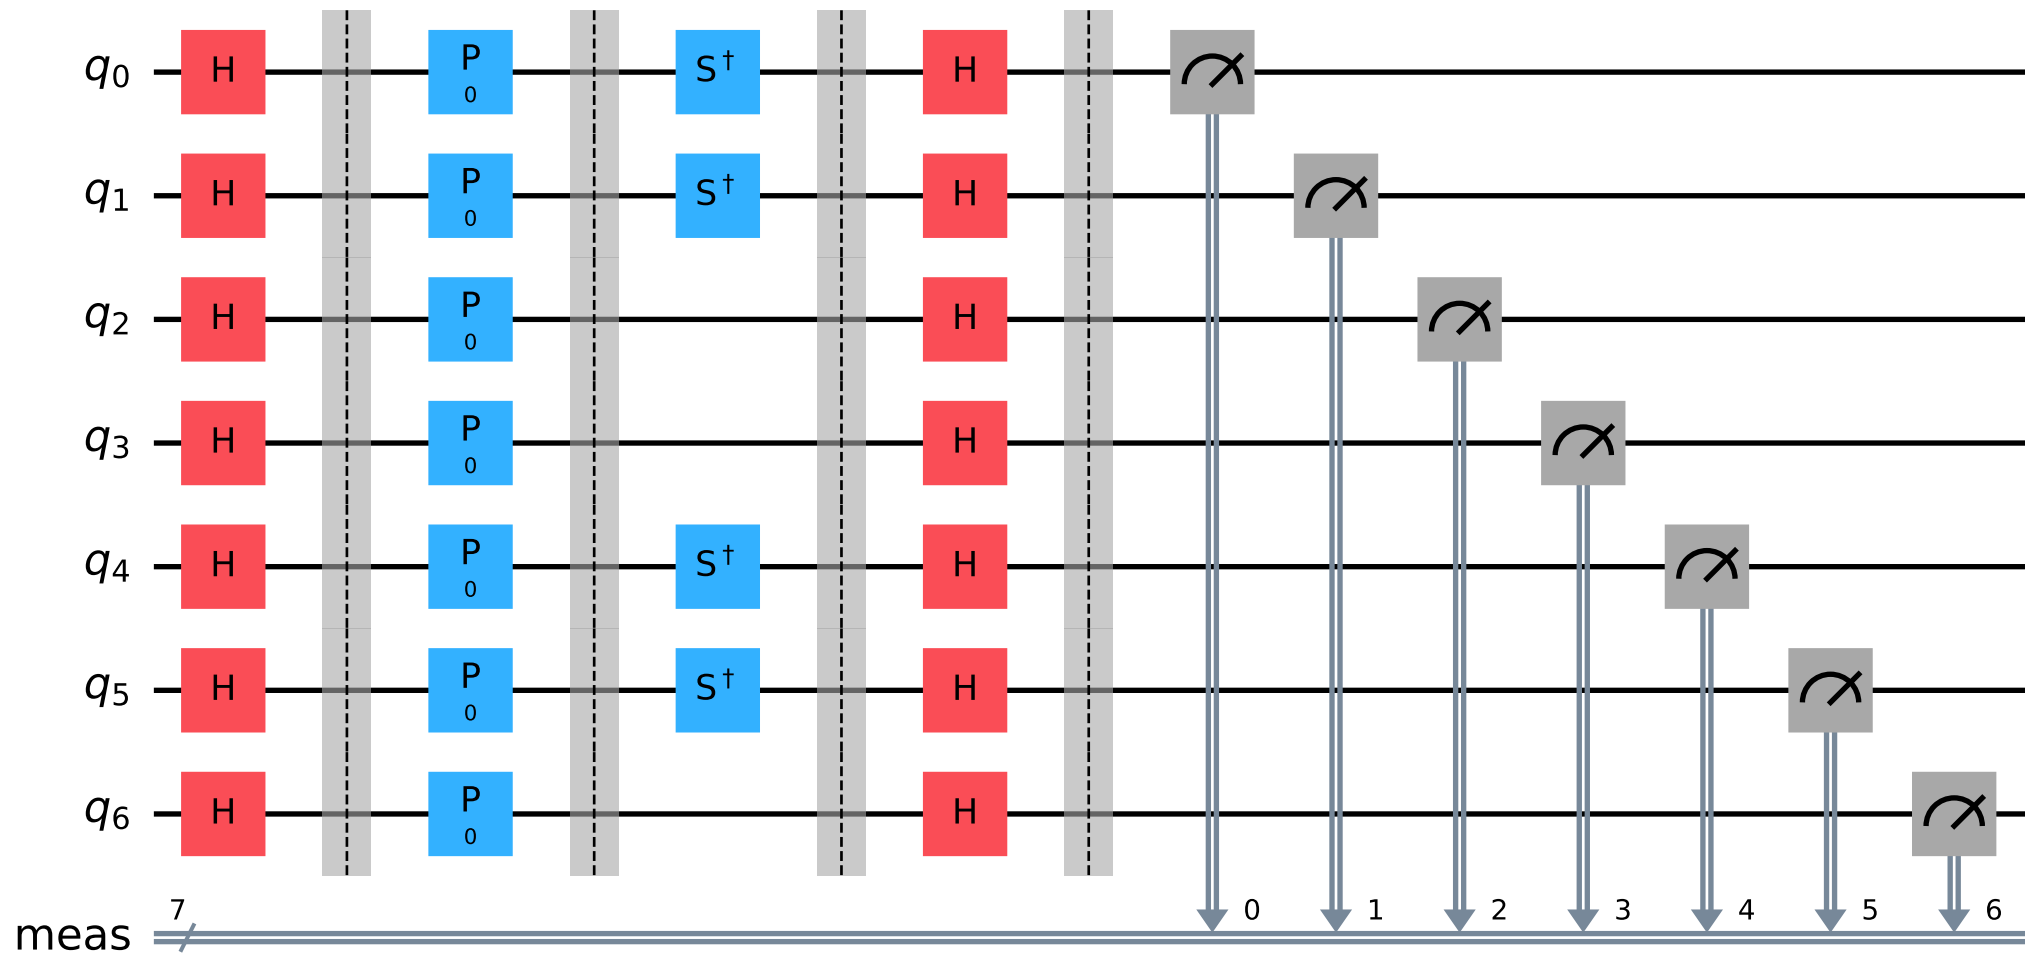 q0 H P 0 S† H
q1 H P 0 S† H
q2 H P 0 H
q3 H P 0 H
q4 H P 0 S† H
q5 H P 0 S† H
q6 H P 0 H
7 0 1 2 3 4 5 6
meas